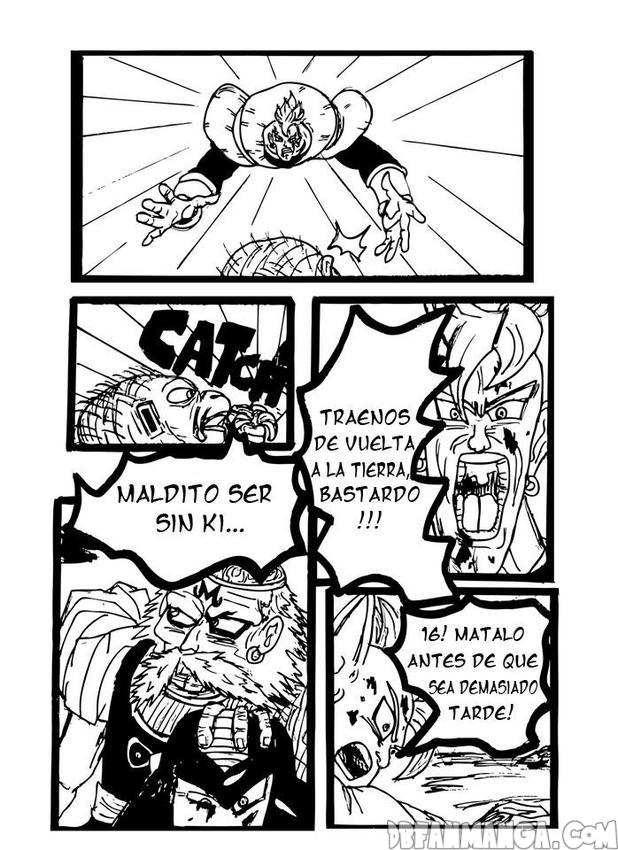 CATCH
TRAENOS
DE VUELTA
A LA TIERRA,
BASTARDO
!!!
MALDITO SER
SIN KI...
16! MATALO
ANTES DE QUE
SEA DEMASIADO
TARDE!
DBFANMANGA.COM